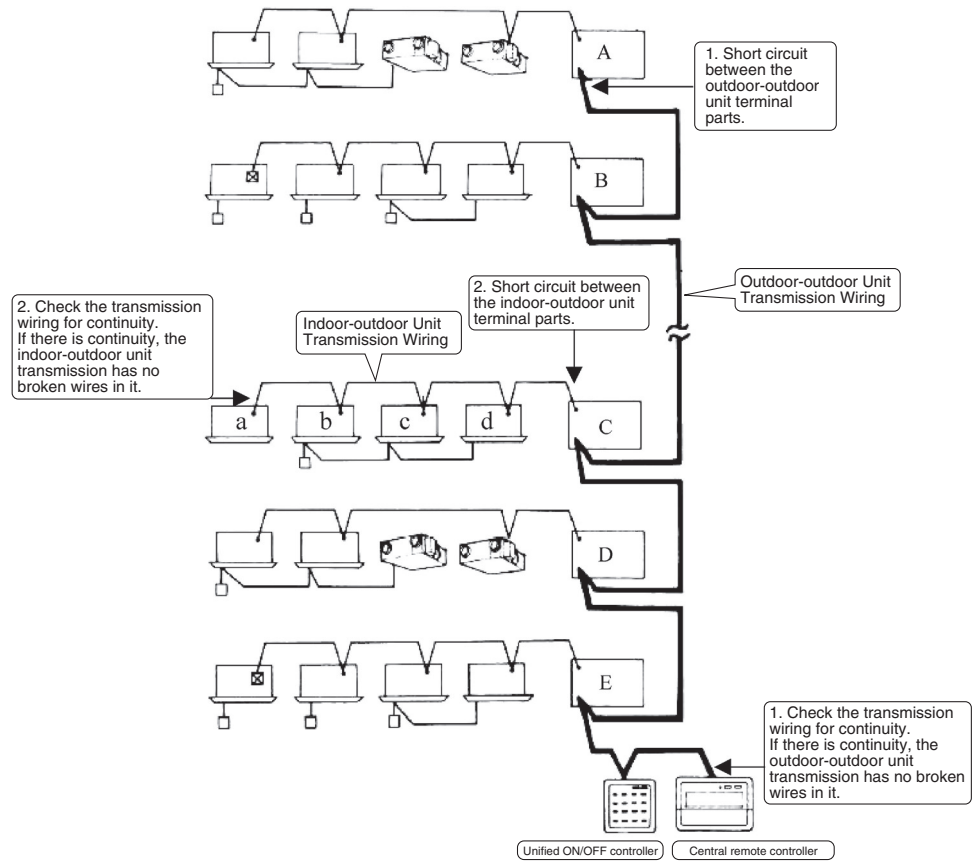 A
1. Short circuit
between the
outdoor-outdoor
unit terminal
parts.
B
2. Check the transmission
wiring for continuity.
If there is continuity, the
indoor-outdoor unit
transmission has no
broken wires in it.
Indoor-outdoor Unit
Transmission Wiring
2. Short circuit between
the indoor-outdoor unit
terminal parts.
Outdoor-outdoor Unit
Transmission Wiring
a
b
c
d
C
D
E
1. Check the transmission
wiring for continuity.
If there is continuity, the
outdoor-outdoor unit
transmission has no broken
wires in it.
Unified ON/OFF controller
Central remote controller